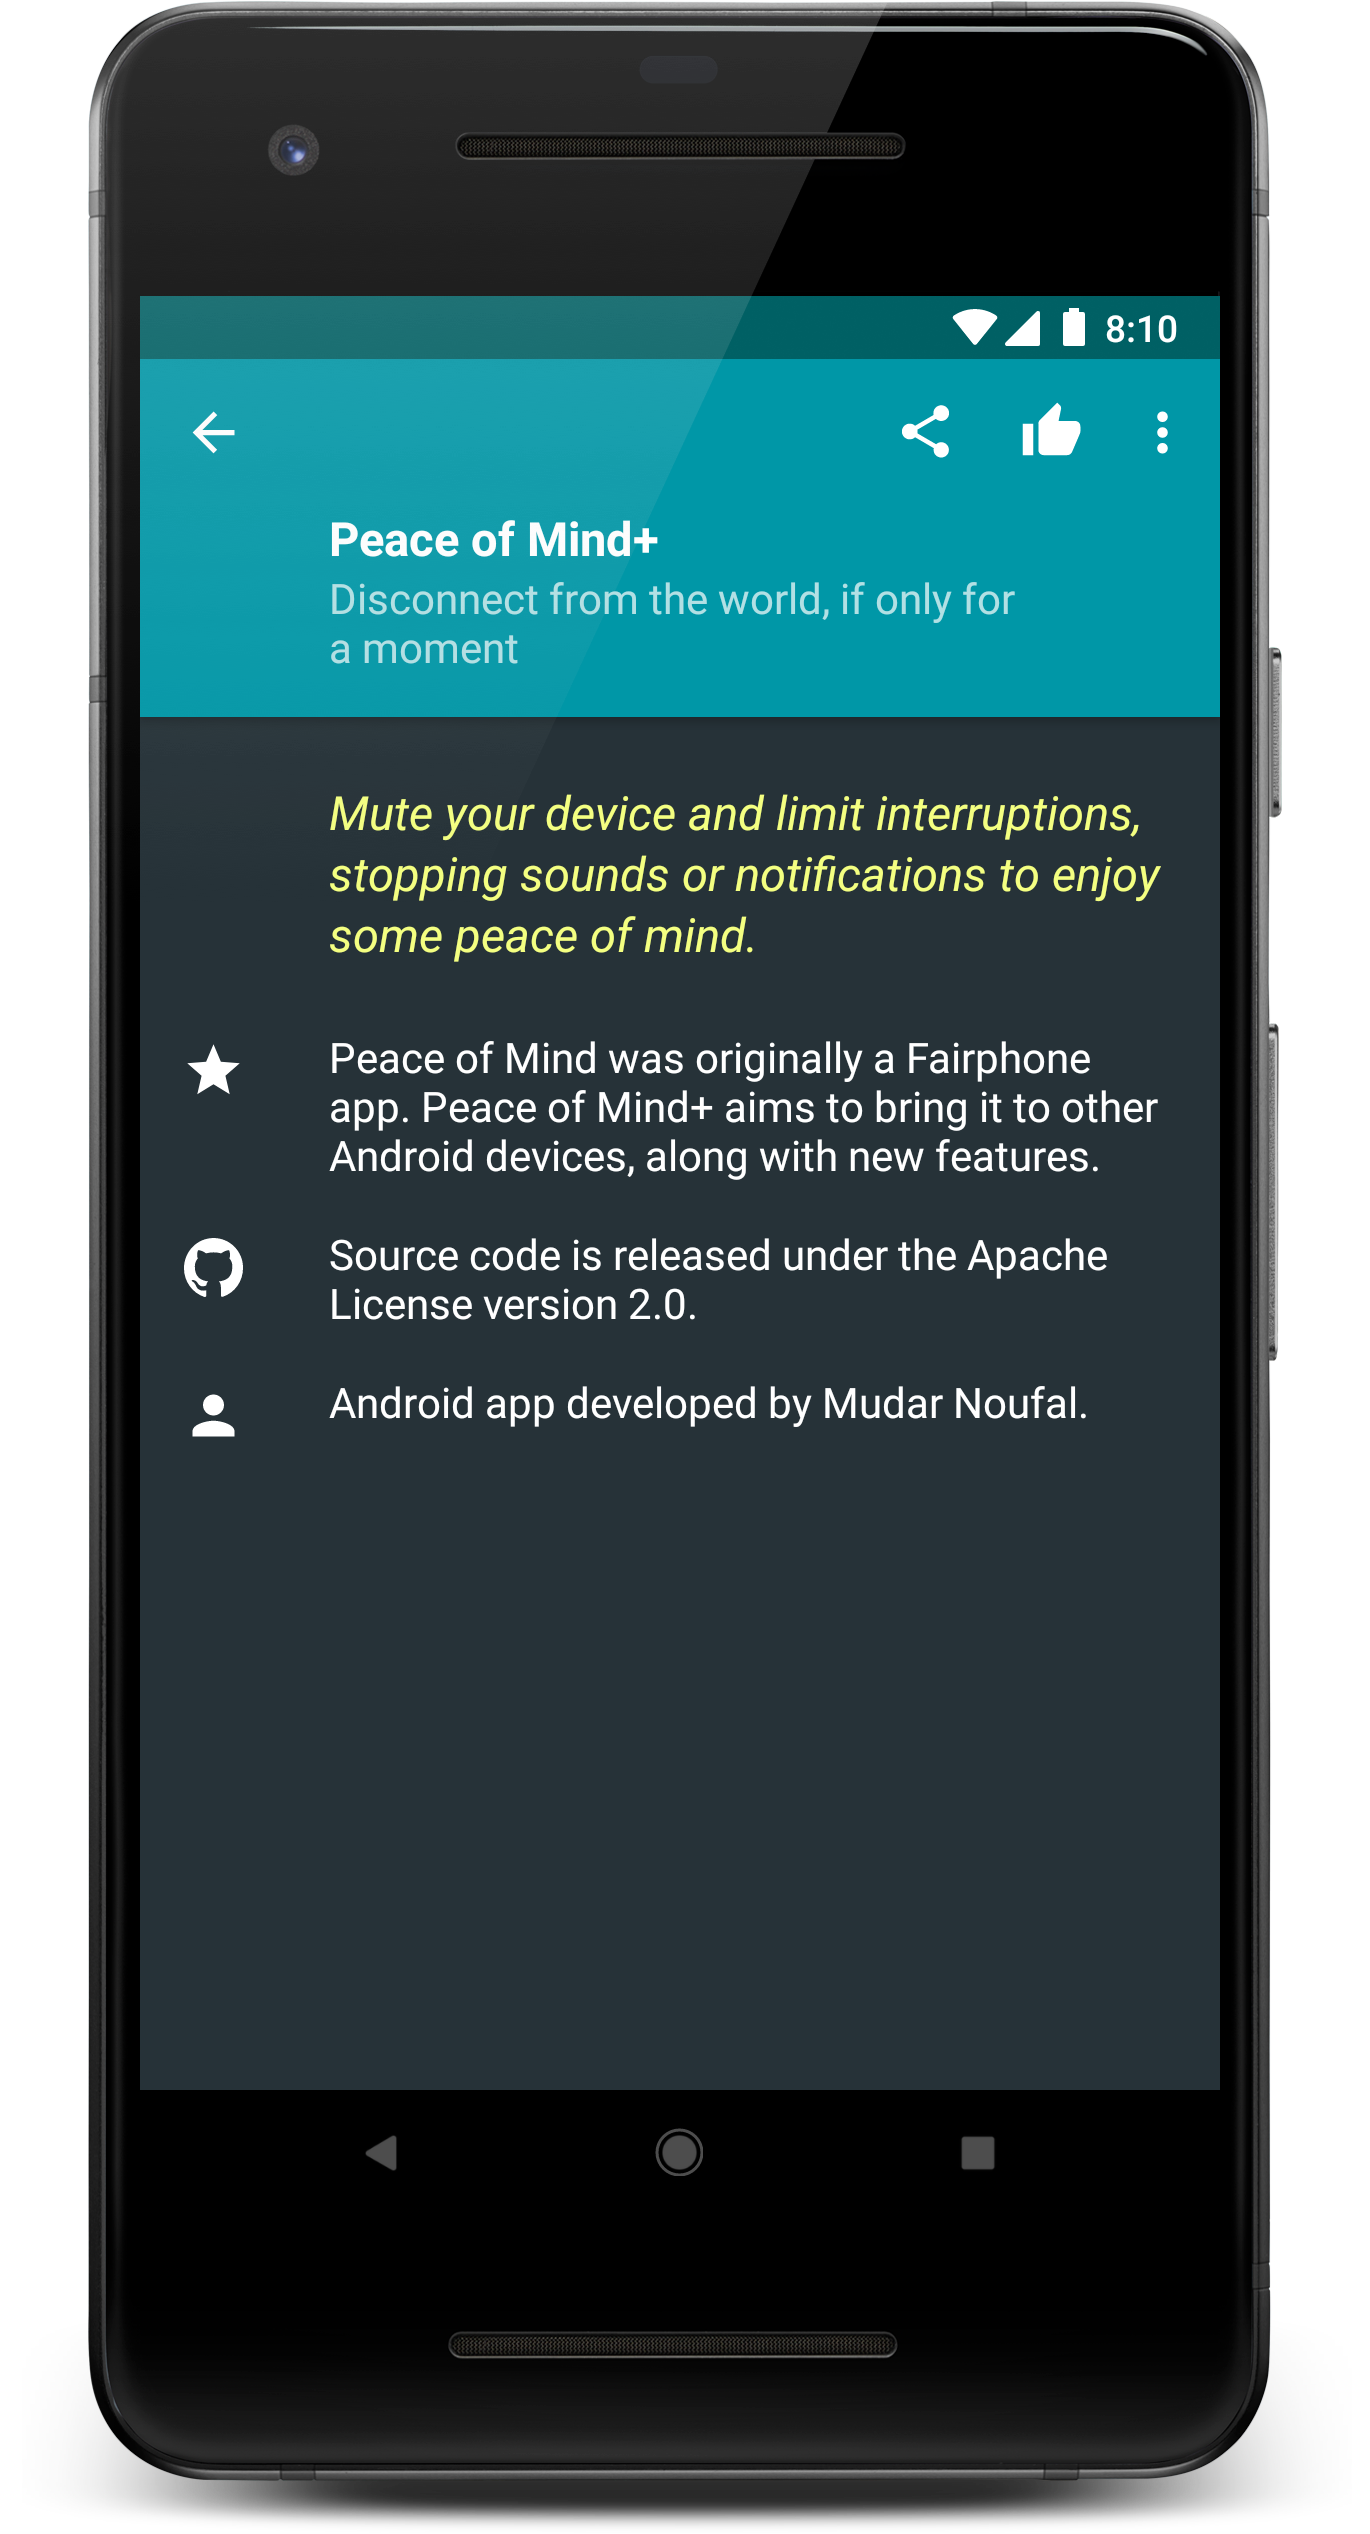 8:10
Peace of Mind+
Disconnect from the world, if only for
a moment
Mute your device and limit interruptions,
stopping sounds or notifications to enjoy
some peace of mind.
Peace of Mind was originally a Fairphone
app. Peace of Mind+ aims to bring it to other
Android devices, along with new features.
Source code is released under the Apache
License version 2.0.
Android app developed by Mudar Noufal.